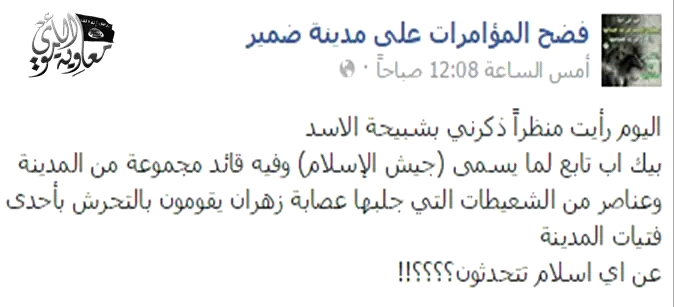 فضح المؤامرات على مدينة ضمير
أمس الساعة 12:08 صباحاً ·
اليوم رأيت منظراً ذكرني بشبيحة الاسد
بيك اب تابع لما يسمى (جيش الإسلام) وفيه قائد مجموعة من المدينة
وعناصر من الشعيطات التي جلبها عصابة زهران يقومون بالتحرش بأحدى
فتيات المدينة
عن اي اسلام تتحدثون؟؟؟؟!!